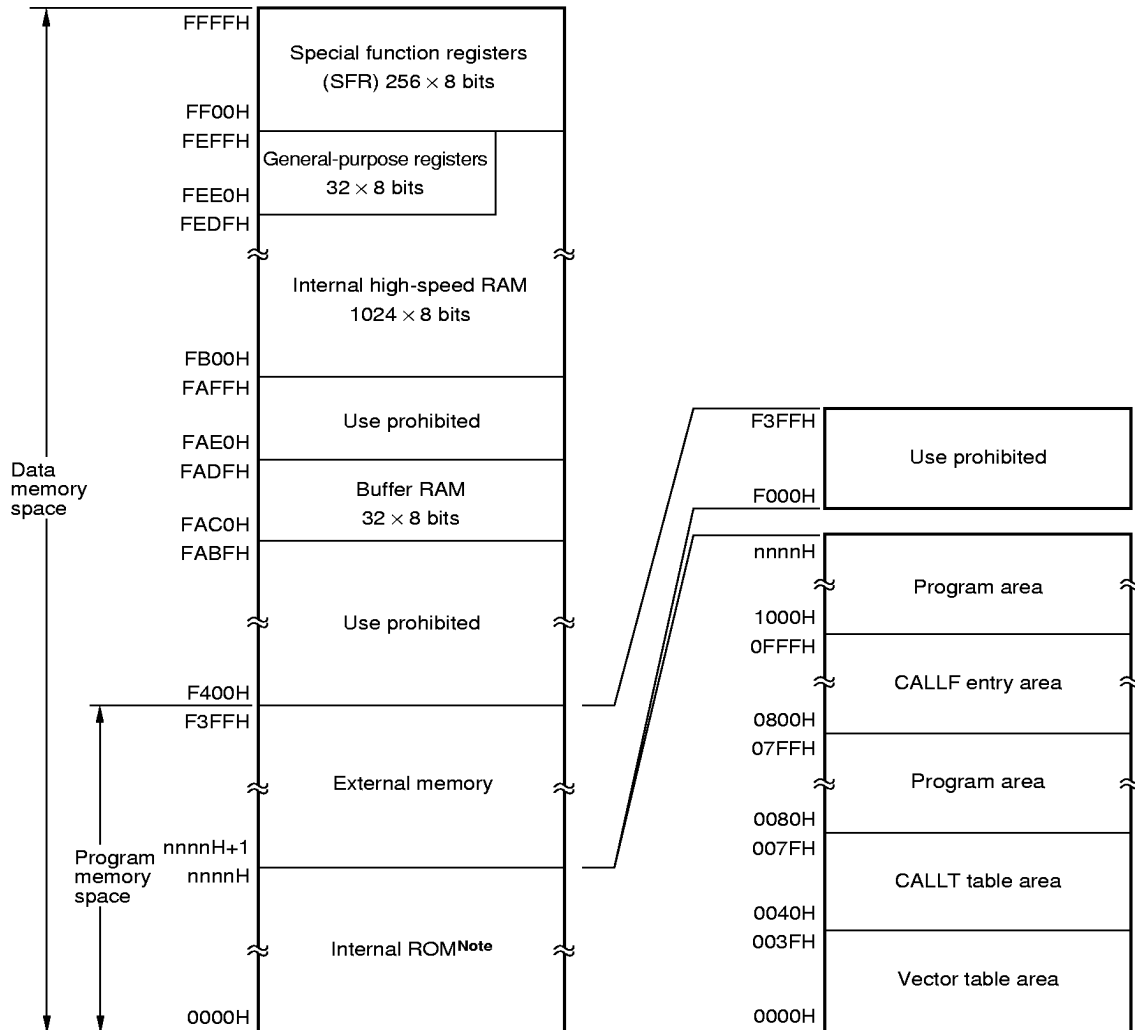 FFFFH
Special function registers
(SFR) 256 × 8 bits
FF00H
FEFFH
General-purpose registers
32 × 8 bits
FEE0H
FEDFH
Internal high-speed RAM
1024 × 8 bits
FB00H
FAFFH
Use prohibited
FAE0H
FADFH
Buffer RAM
32 × 8 bits
FAC0H
FABFH
Use prohibited
F400H
F3FFH
External memory
nnnnH+1
nnnnH
Internal ROMNote
0000H
Data
memory
space
Program
memory
space
F3FFH
Use prohibited
F000H
nnnnH
Program area
1000H
0FFFH
CALLF entry area
0800H
07FFH
Program area
0080H
007FH
CALLT table area
0040H
003FH
Vector table area
0000H